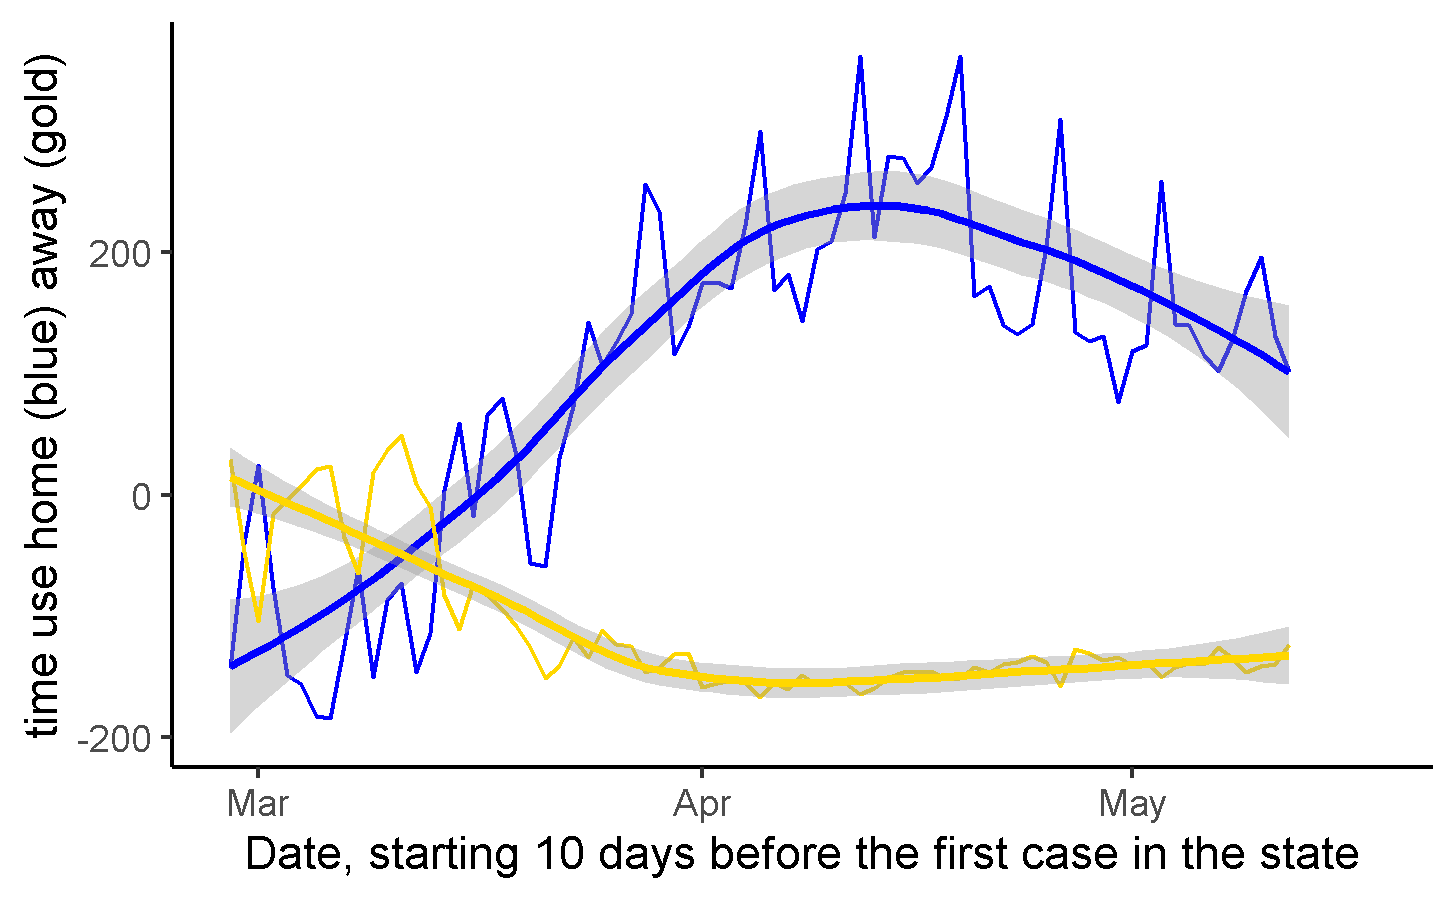 time use home (blue) away (gold)
200
0
-200
Mar Apr May
Date, starting 10 days before the first case in the state